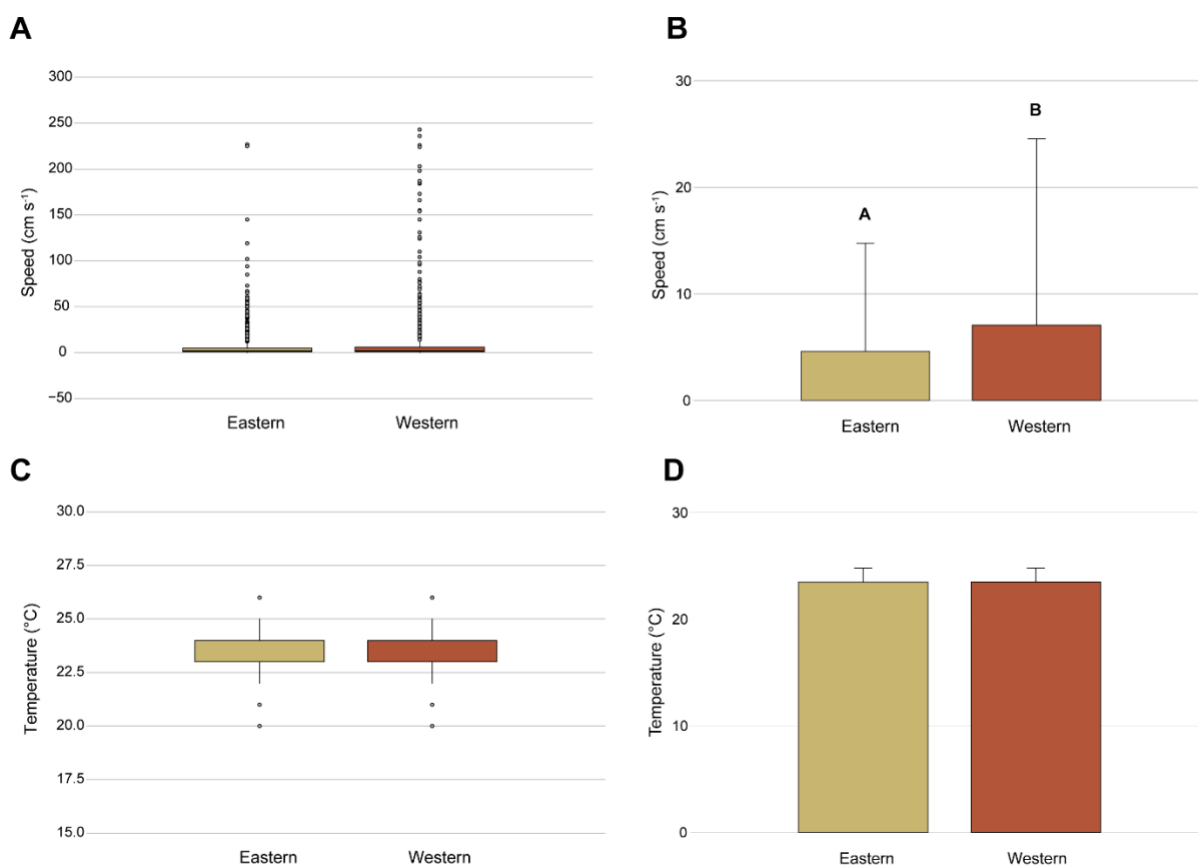 A
Speed (cm s⁻¹)
300
250
200
150
100
50
0
−50
Eastern Western
B
Speed (cm s⁻¹)
30
20
10
0
A
B
Eastern Western
C
Temperature (°C)
30.0
27.5
25.0
22.5
20.0
17.5
15.0
Eastern Western
D
Temperature (°C)
30
20
10
0
Eastern Western